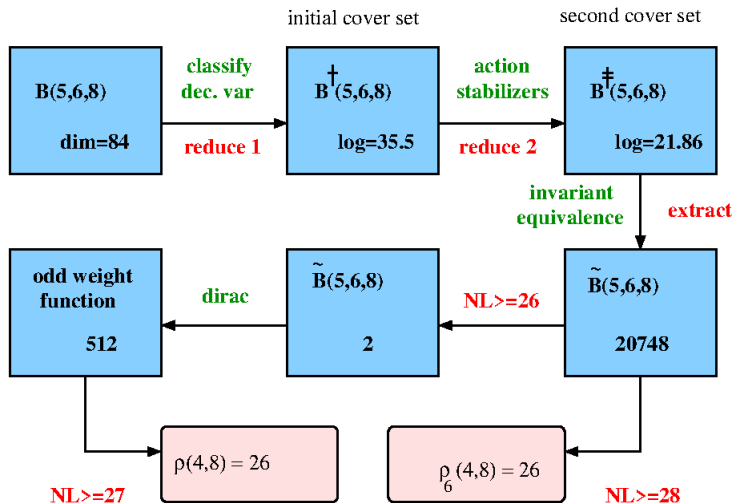 initial cover set
second cover set
B(5,6,8)
dim=84
classify
dec. var
reduce 1
B†(5,6,8)
log=35.5
action
stabilizers
reduce 2
B‡(5,6,8)
log=21.86
invariant
equivalence
extract
odd weight
function
512
dirac
B̃(5,6,8)
2
NL>=26
B̃(5,6,8)
20748
ρ(4,8) = 26
NL>=27
ρ₆(4,8) = 26
NL>=28